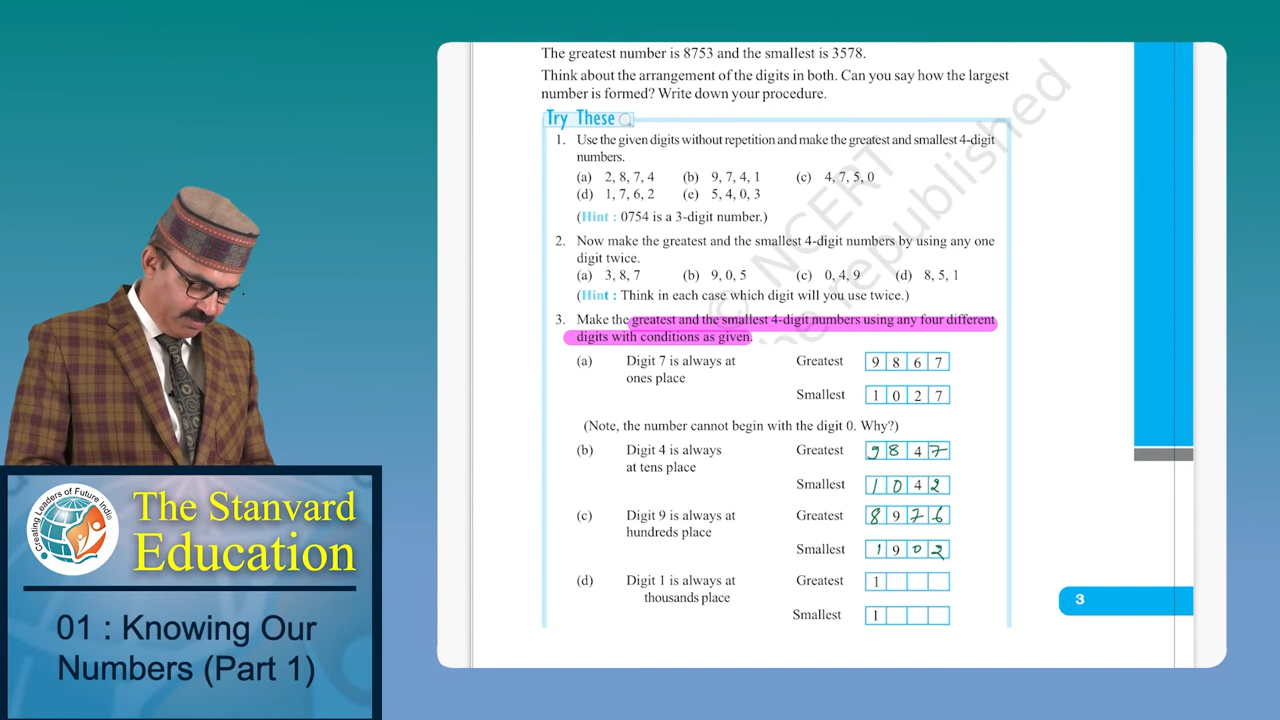 The greatest number is 8753 and the smallest is 3578.
Think about the arrangement of the digits in both. Can you say how the largest
number is formed? Write down your procedure.
Try These
1. Use the given digits without repetition and make the greatest and smallest 4-digit
numbers.
(a) 2, 8, 7, 4 (b) 9, 7, 4, 1 (c) 4, 7, 5, 0
(d) 1, 7, 6, 2 (e) 5, 4, 0, 3
(Hint : 0754 is a 3-digit number.)
2. Now make the greatest and the smallest 4-digit numbers by using any one
digit twice.
(a) 3, 8, 7 (b) 9, 0, 5 (c) 0, 4, 9 (d) 8, 5, 1
(Hint : Think in each case which digit will you use twice.)
3. Make the greatest and the smallest 4-digit numbers using any four different
digits with conditions as given.
(a) Digit 7 is always at Greatest 9 8 6 7
ones place
Smallest 1 0 2 7
(Note, the number cannot begin with the digit 0. Why?)
(b) Digit 4 is always Greatest 9 8 4 7
at tens place
Smallest 1 0 4 2
(c) Digit 9 is always at Greatest 8 9 7 6
hundreds place
Smallest 1 9 0 2
(d) Digit 1 is always at Greatest 1
thousands place
Smallest 1
3
© NCERT
be republished
Creating Leaders of Future India
The Stanvard
Education
01 : Knowing Our
Numbers (Part 1)